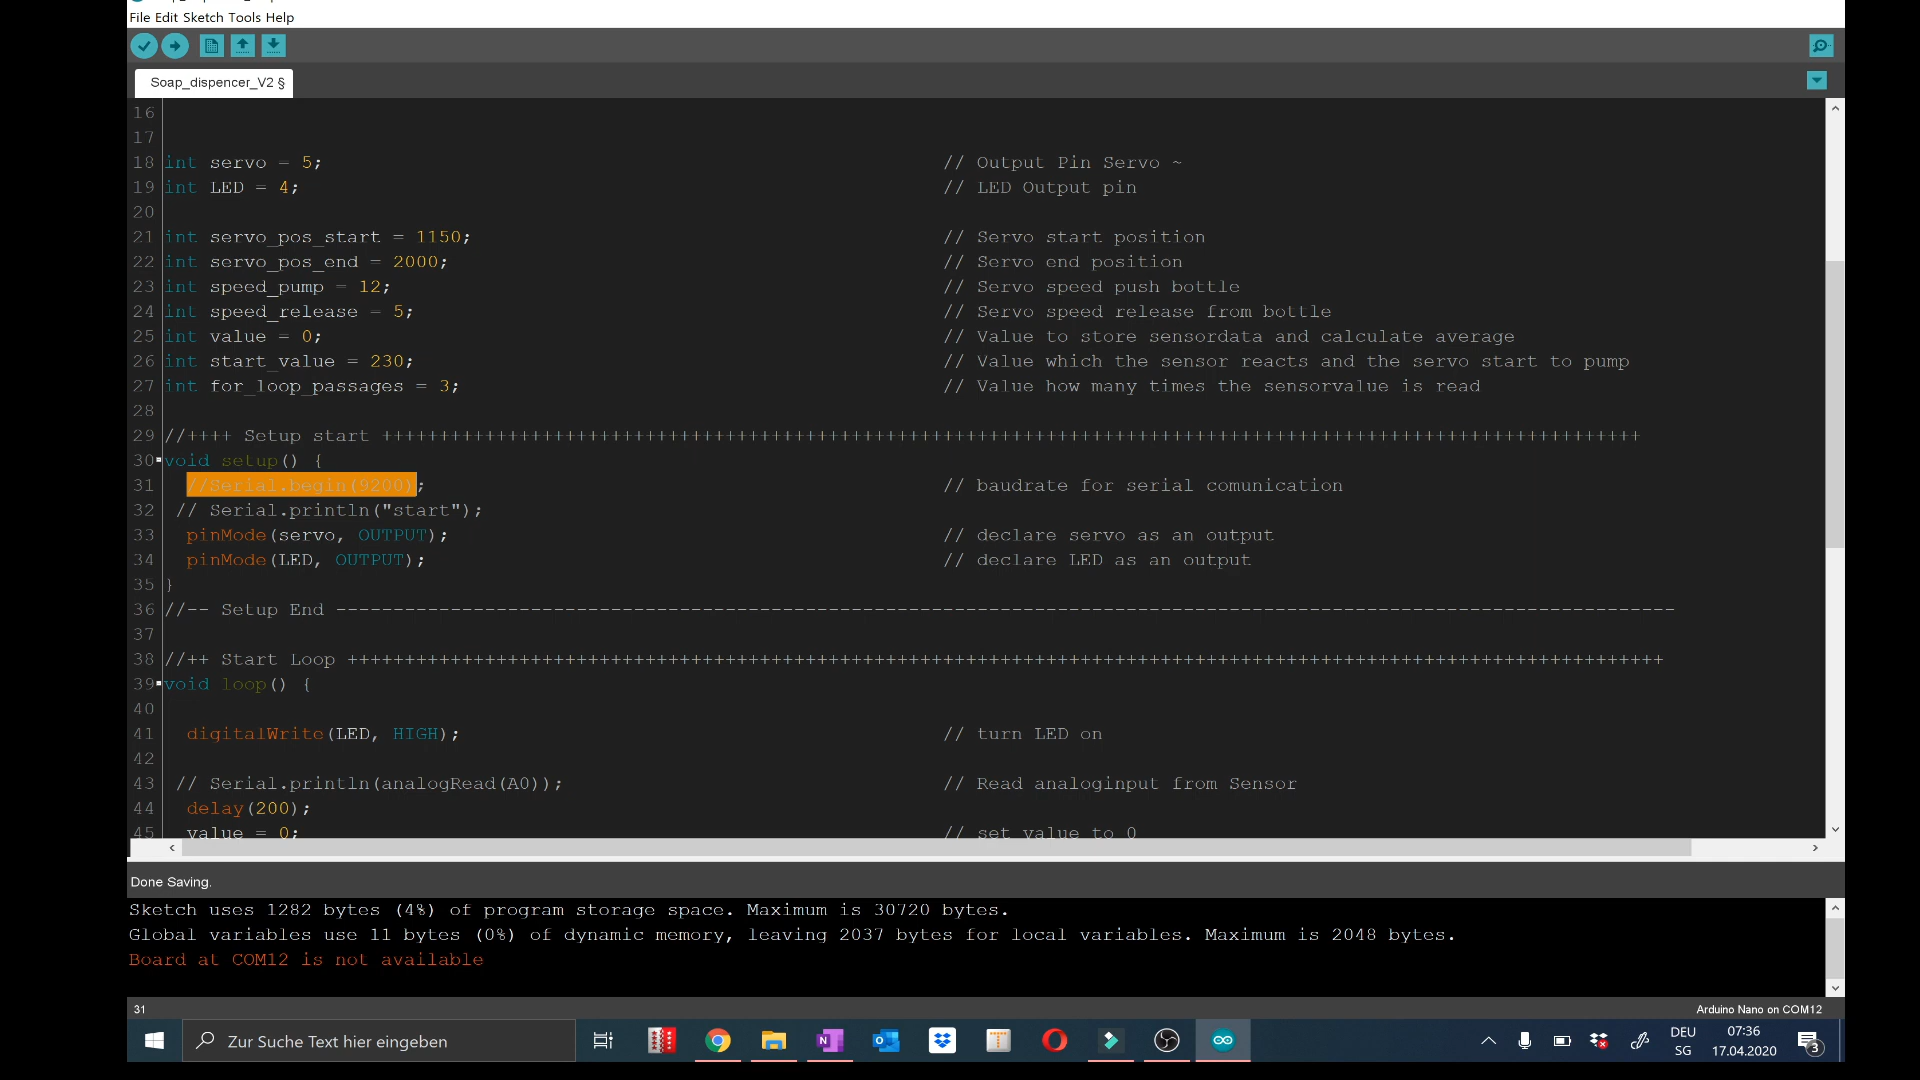 File Edit Sketch Tools Help
Soap_dispencer_V2 §
16
17
18 int servo = 5; // Output Pin Servo ~
19 int LED = 4; // LED Output pin
20
21 int servo_pos_start = 1150; // Servo start position
22 int servo_pos_end = 2000; // Servo end position
23 int speed_pump = 12; // Servo speed push bottle
24 int speed_release = 5; // Servo speed release from bottle
25 int value = 0; // Value to store sensordata and calculate average
26 int start_value = 230; // Value which the sensor reacts and the servo start to pump
27 int for_loop_passages = 3; // Value how many times the sensorvalue is read
28
29 //++++ Setup start ++++++++++++++++++++++++++++++++++++++++++++++++++++++++++++++++++++++++++++++++++++++++++++++++++++++++++++++
30 void setup() {
31 //Serial.begin(9200); // baudrate for serial comunication
32 // Serial.println("start");
33 pinMode(servo, OUTPUT); // declare servo as an output
34 pinMode(LED, OUTPUT); // declare LED as an output
35 }
36 //-- Setup End ---------------------------------------------------------------------------------------------------------------------
37
38 //++ Start Loop +++++++++++++++++++++++++++++++++++++++++++++++++++++++++++++++++++++++++++++++++++++++++++++++++++++++++++++++++++
39 void loop() {
40
41 digitalWrite(LED, HIGH); // turn LED on
42
43 // Serial.println(analogRead(A0)); // Read analoginput from Sensor
44 delay(200);
45 value = 0; // set value to 0
Done Saving.
Sketch uses 1282 bytes (4%) of program storage space. Maximum is 30720 bytes.
Global variables use 11 bytes (0%) of dynamic memory, leaving 2037 bytes for local variables. Maximum is 2048 bytes.
Board at COM12 is not available
31 Arduino Nano on COM12
Zur Suche Text hier eingeben
DEU 07:36
SG 17.04.2020
3